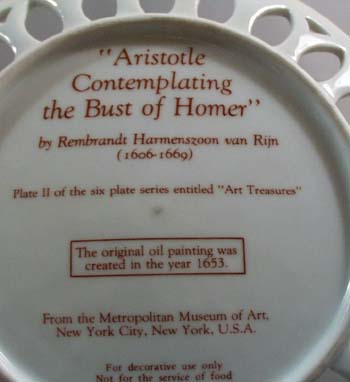 "Aristotle
Contemplating
the Bust of Homer"
by Rembrandt Harmenszoon van Rijn
(1606-1669)
Plate II of the six plate series entitled "Art Treasures"
The original oil painting was
created in the year 1653.
From the Metropolitan Museum of Art,
New York City, New York, U.S.A.
For decorative use only
Not for the service of food